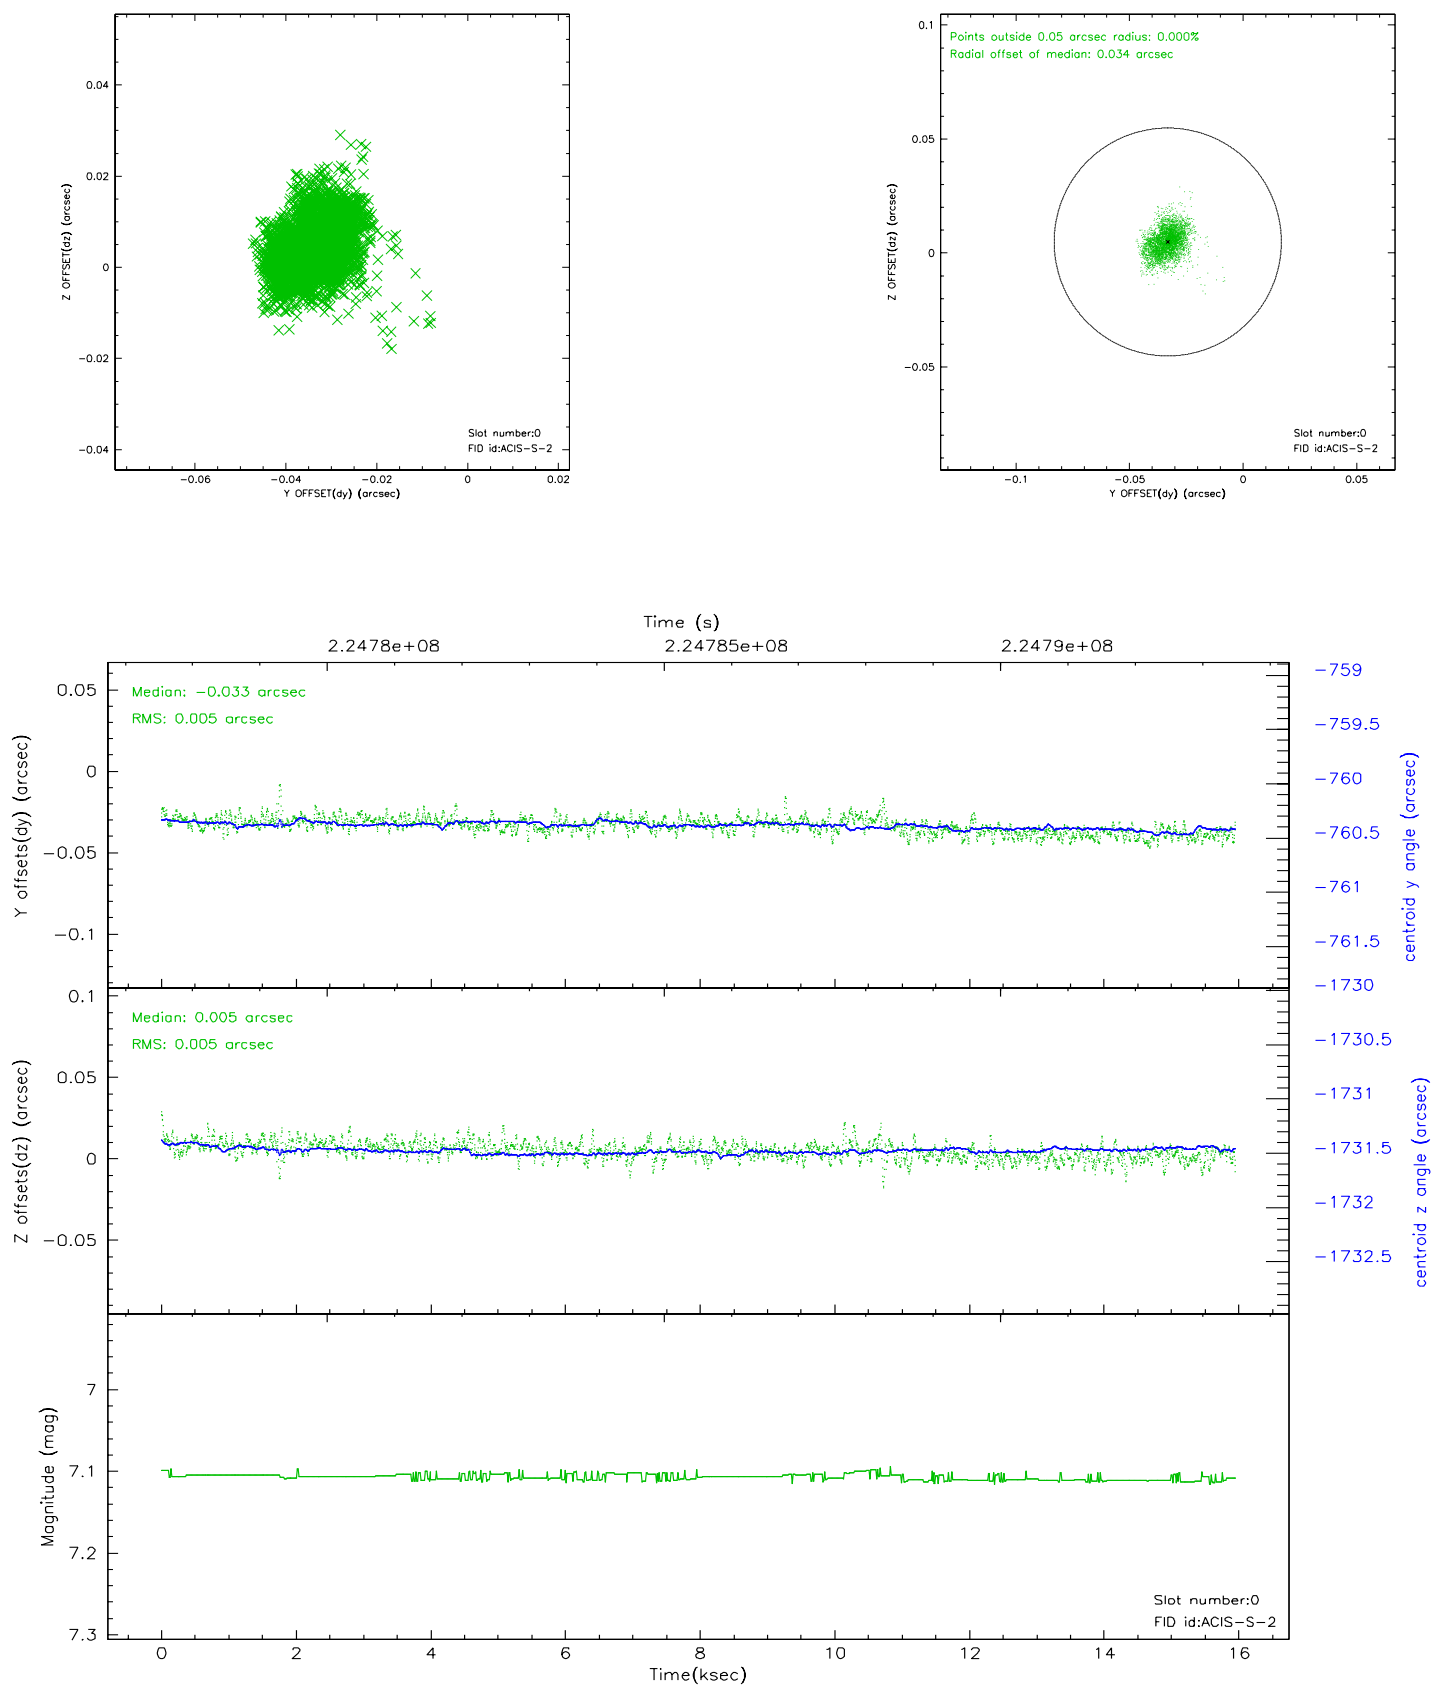 0.04
0.02
0
−0.02
−0.04
Z OFFSET(dz) (arcsec)
Slot number:0
FID id:ACIS−S−2
−0.06
−0.04
−0.02
0
0.02
Y OFFSET(dy) (arcsec)
Points outside 0.05 arcsec radius: 0.000%
Radial offset of median: 0.034 arcsec
0.1
0.05
0
−0.05
Z OFFSET(dz) (arcsec)
Slot number:0
FID id:ACIS−S−2
−0.1
−0.05
0
0.05
Y OFFSET(dy) (arcsec)
Time (s)
2.2478e+08
2.24785e+08
2.2479e+08
Median: −0.033 arcsec
RMS: 0.005 arcsec
0.05
0
−0.05
−0.1
Y offsets(dy) (arcsec)
−759
−759.5
−760
−760.5
−761
−761.5
centroid y angle (arcsec)
Median: 0.005 arcsec
RMS: 0.005 arcsec
0.1
0.05
0
−0.05
Z offsets(dz) (arcsec)
−1730
−1730.5
−1731
−1731.5
−1732
−1732.5
centroid z angle (arcsec)
7
7.1
7.2
7.3
Magnitude (mag)
Slot number:0
FID id:ACIS−S−2
0
2
4
6
8
10
12
14
16
Time(ksec)